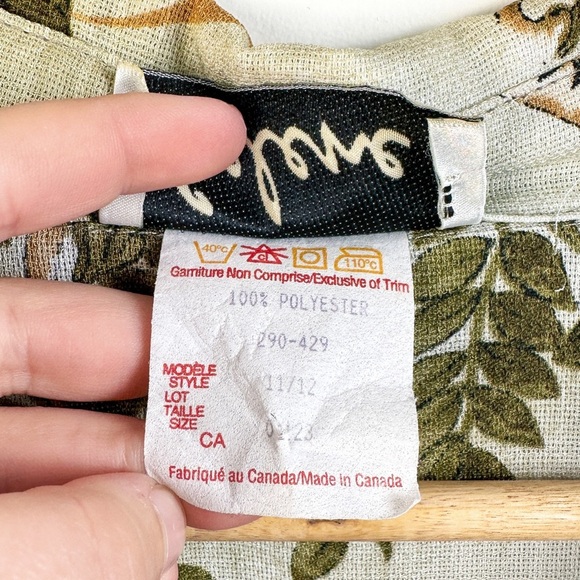 40°C
C
110°C
Garniture Non Comprise/Exclusive of Trim
100% POLYESTER
290-429
MODÈLE
STYLE
11/12
LOT
TAILLE
SIZE
CA
Fabriqué au Canada/Made in Canada